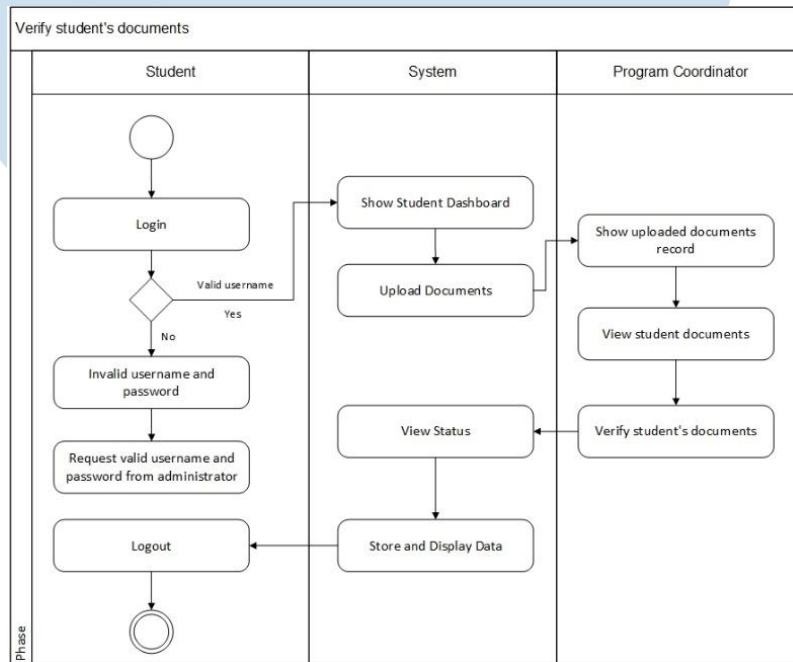 Verify student's documents
Student
System
Program Coordinator
Login
Valid username
Yes
No
Invalid username and
password
Request valid username and
password from administrator
Logout
Show Student Dashboard
Upload Documents
View Status
Store and Display Data
Show uploaded documents
record
View student documents
Verify student's documents
Phase